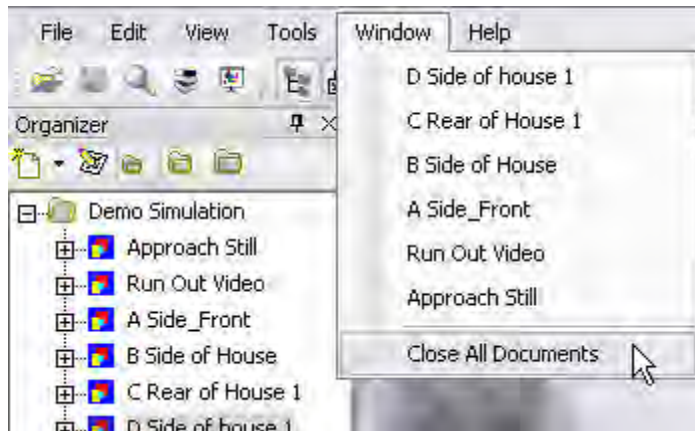 File Edit View Tools Window Help
D Side of house 1
C Rear of House 1
B Side of House
A Side_Front
Run Out Video
Approach Still
Close All Documents
Organizer
Demo Simulation
Approach Still
Run Out Video
A Side_Front
B Side of House
C Rear of House 1
D Side of house 1